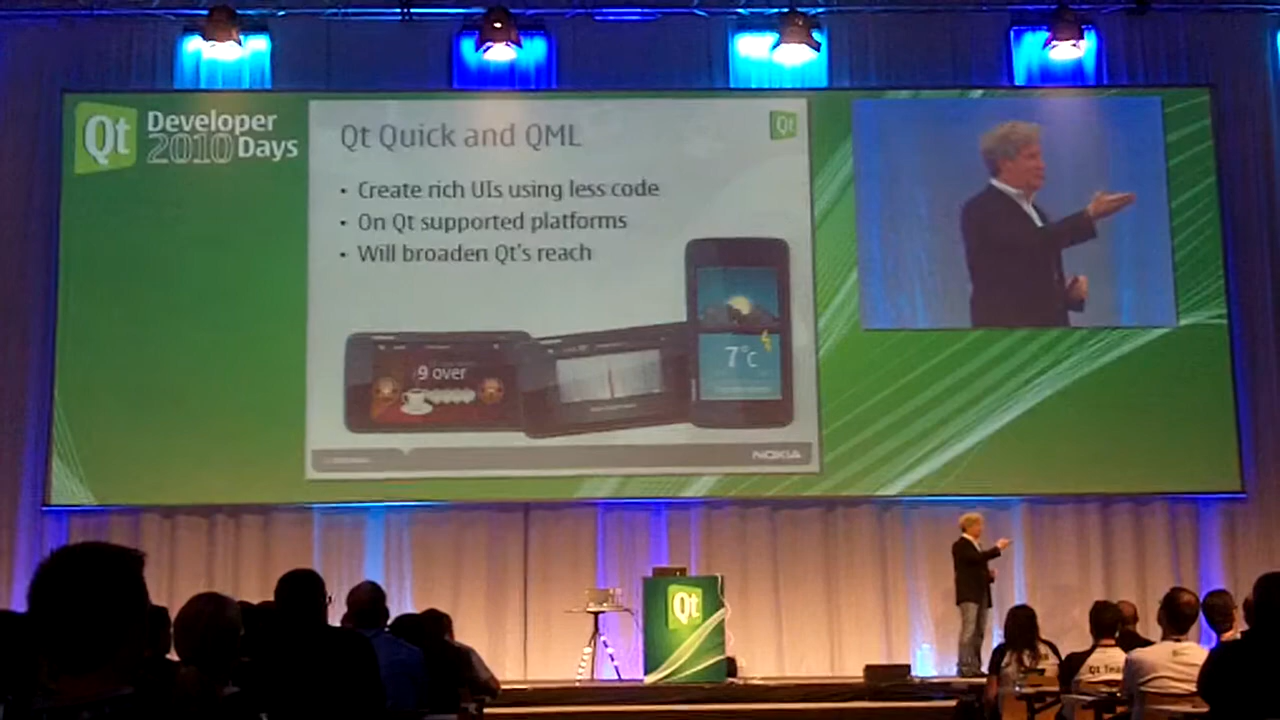 Qt
Developer
2010 Days
Qt Quick and QML
Qt
• Create rich UIs using less code
• On Qt supported platforms
• Will broaden Qt's reach
9 over
7°C
NOKIA
Qt
Qt